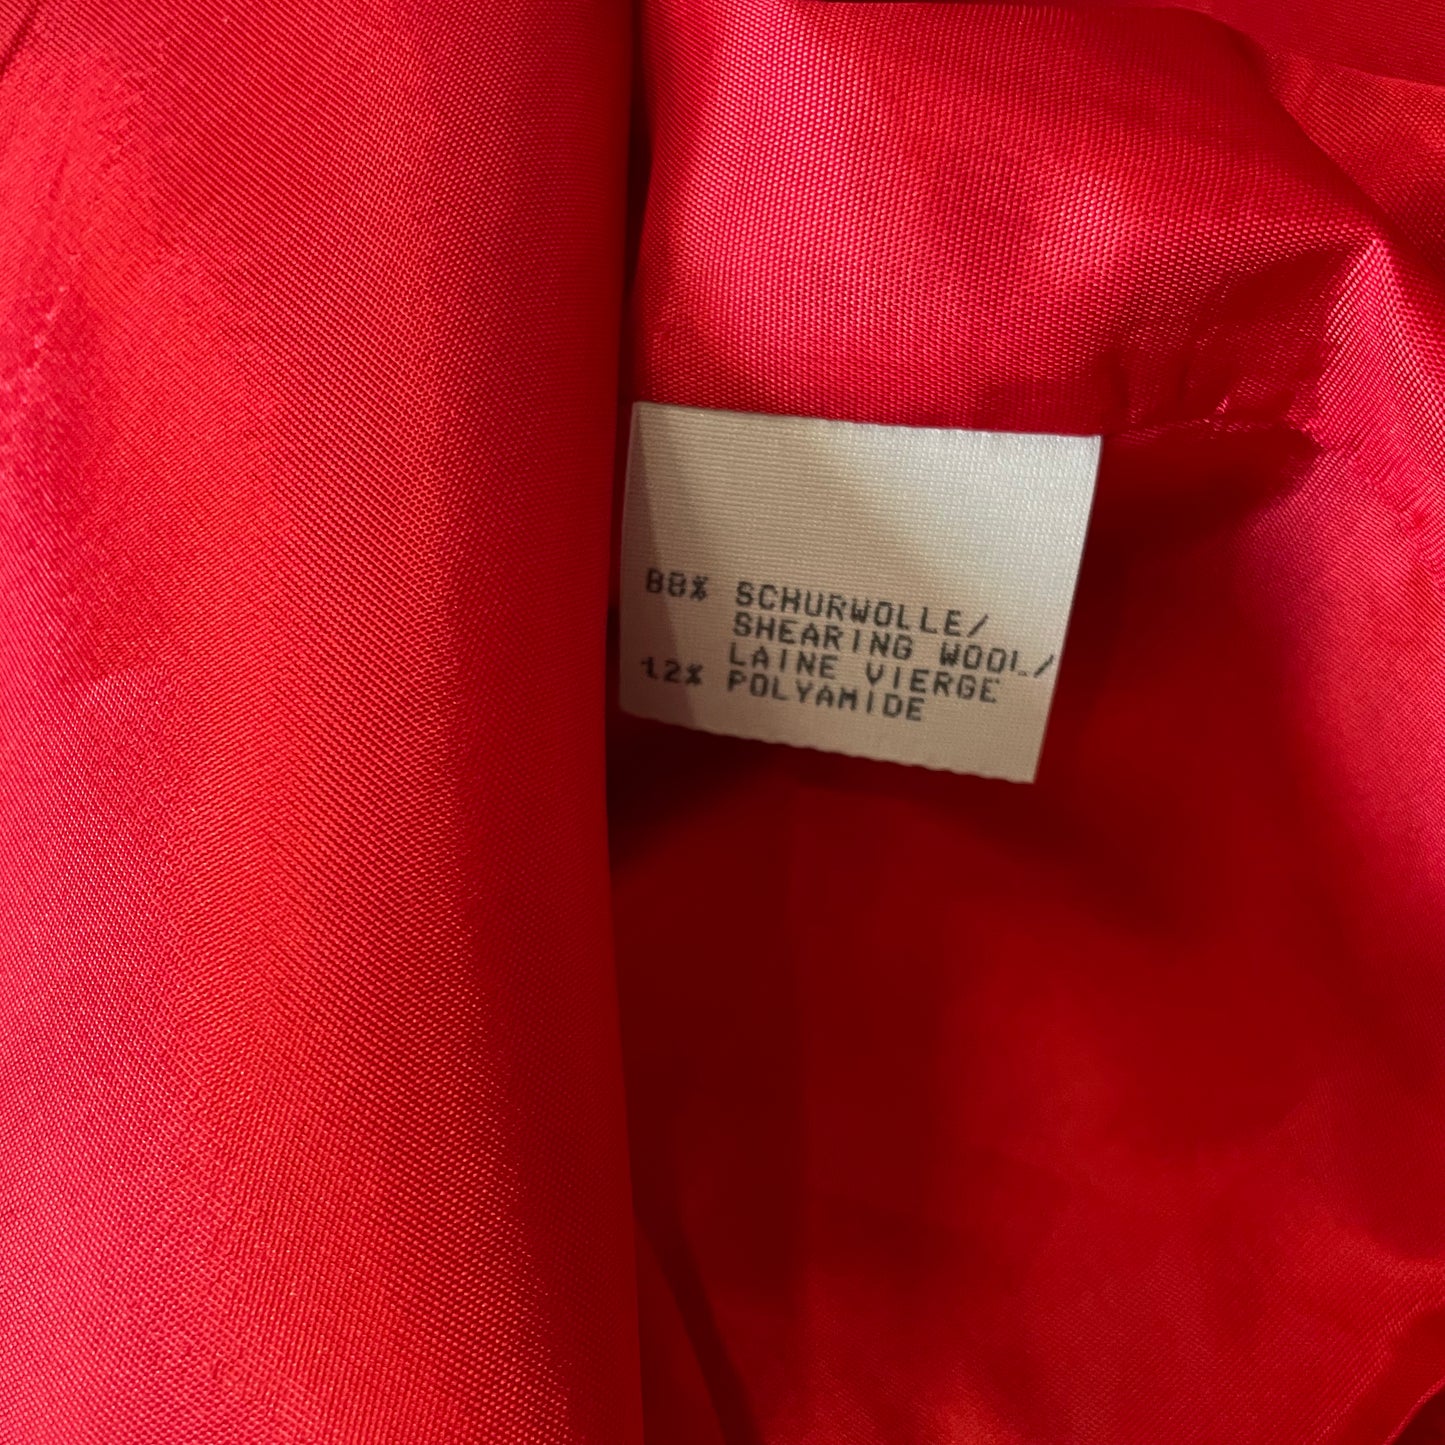 88% SCHURWOLLE/
SHEARING WOOL/
LAINE VIERGE
12% POLYAMIDE